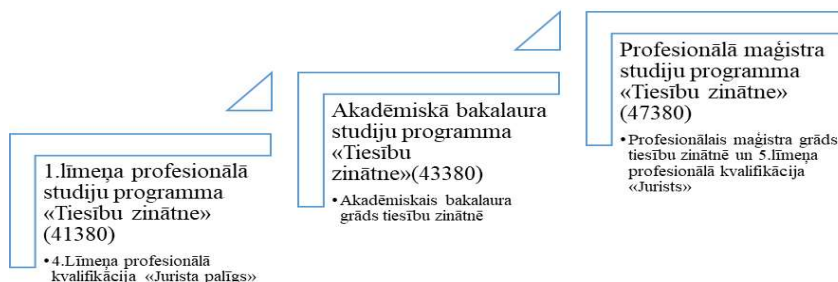 1.līmeņa profesionālā
studiju programma
«Tiesību zinātne»
(41380)
•4.Līmeņa profesionālā
kvalifikācija «Jurista palīgs»
Akadēmiskā bakalaura
studiju programma
«Tiesību
zinātne»(43380)
•Akadēmiskais bakalaura
grāds tiesību zinātnē
Profesionālā maģistra
studiju programma
«Tiesību zinātne»
(47380)
•Profesionālais maģistra grāds
tiesību zinātnē un 5.līmeņa
profesionālā kvalifikācija
«Jurists»